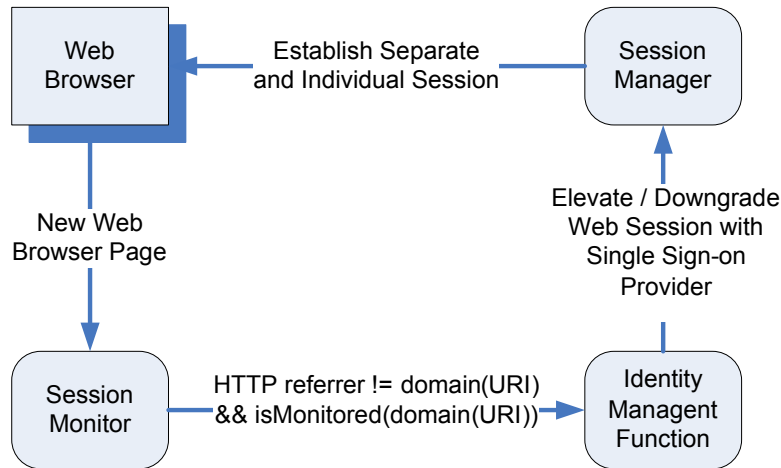 Web
Browser
Establish Separate
and Individual Session
Session
Manager
New Web
Browser Page
Elevate / Downgrade
Web Session with
Single Sign-on
Provider
Session
Monitor
HTTP referrer != domain(URI)
&& isMonitored(domain(URI))
Identity
Managent
Function